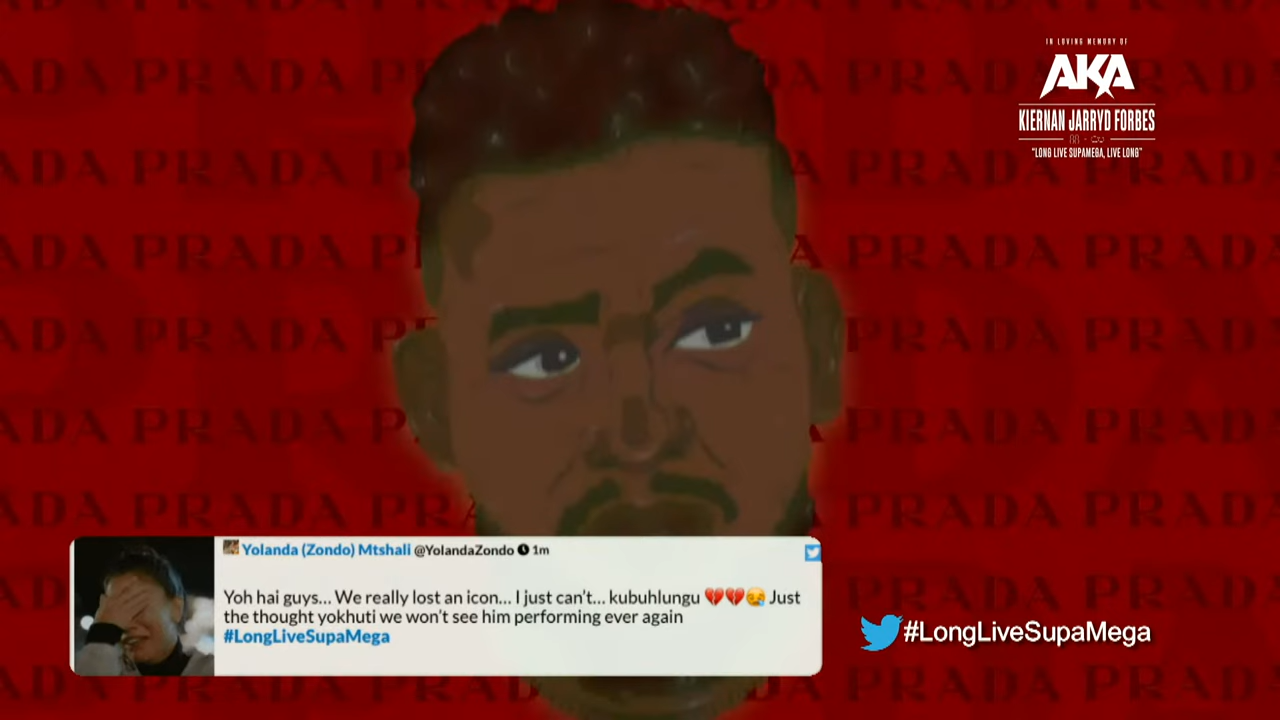 PRADA PRADA PRADA PRADA
IN LOVING MEMORY OF
AKA
KIERNAN JARRYD FORBES
"LONG LIVE SUPAMEGA, LIVE LONG"
Yolanda (Zondo) Mtshali @YolandaZondo 1m
Yoh hai guys... We really lost an icon... I just can't... kubuhlungu 💔💔😪 Just
the thought yokhuti we won't see him performing ever again
#LongLiveSupaMega
#LongLiveSupaMega